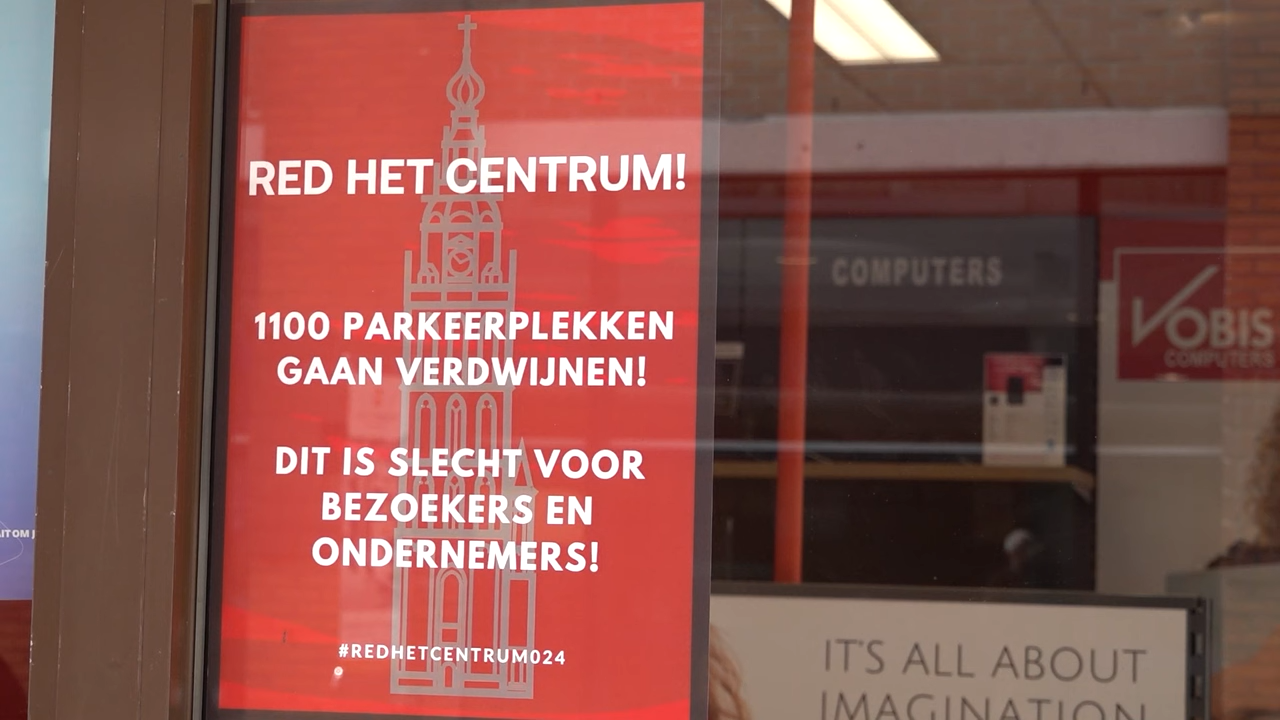 RED HET CENTRUM!
1100 PARKEERPLEKKEN
GAAN VERDWIJNEN!
DIT IS SLECHT VOOR
BEZOEKERS EN
ONDERNEMERS!
#REDHETCENTRUM024
COMPUTERS
VOBIS
COMPUTERS
IT'S ALL ABOUT
IMAGINATION